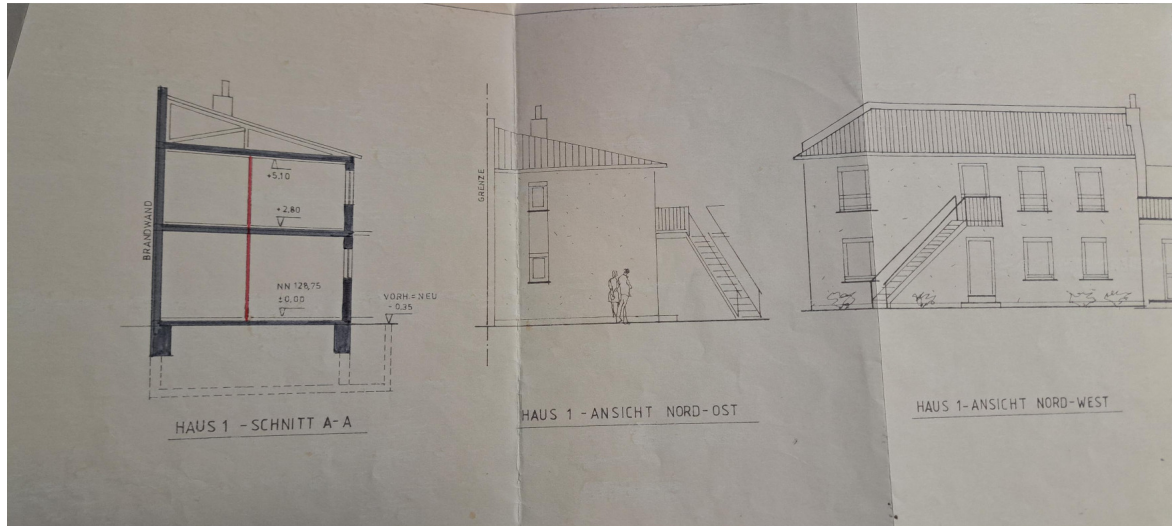 +5,10
+2,80
BRANDWAND
NN 128,75
±0,00
VORH = NEU
- 0,35
HAUS 1 - SCHNITT A-A
GRENZE
HAUS 1 - ANSICHT NORD-OST
HAUS 1- ANSICHT NORD-WEST